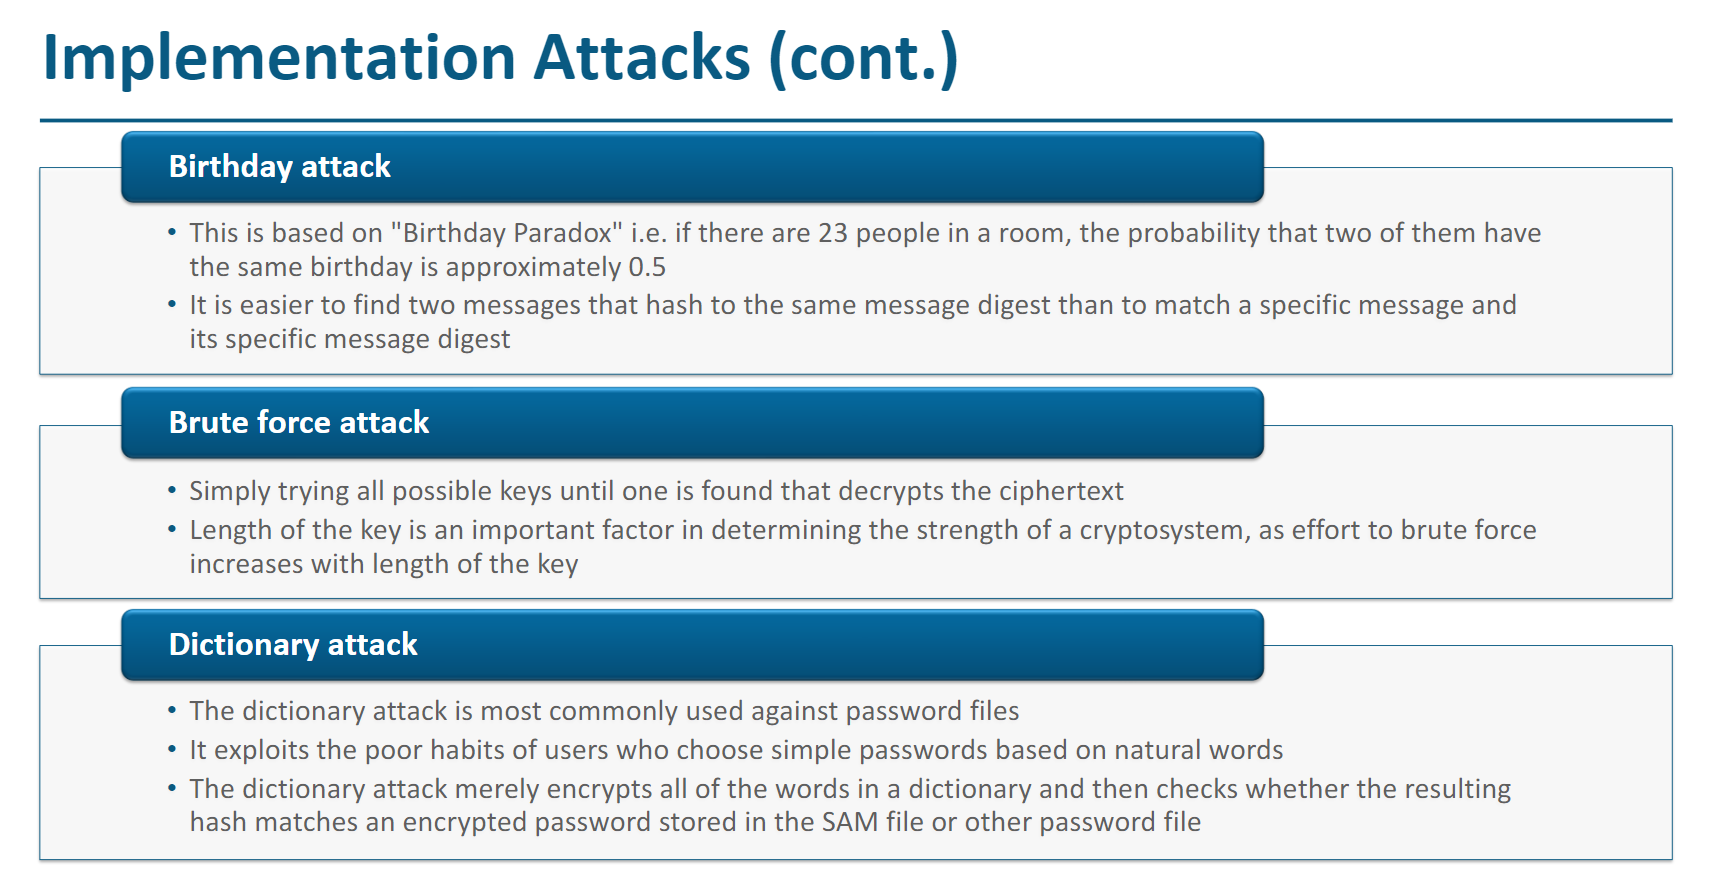 Implementation Attacks (cont.)
Birthday attack
• This is based on "Birthday Paradox" i.e. if there are 23 people in a room, the probability that two of them have
the same birthday is approximately 0.5
• It is easier to find two messages that hash to the same message digest than to match a specific message and
its specific message digest
Brute force attack
• Simply trying all possible keys until one is found that decrypts the ciphertext
• Length of the key is an important factor in determining the strength of a cryptosystem, as effort to brute force
increases with length of the key
Dictionary attack
• The dictionary attack is most commonly used against password files
• It exploits the poor habits of users who choose simple passwords based on natural words
• The dictionary attack merely encrypts all of the words in a dictionary and then checks whether the resulting
hash matches an encrypted password stored in the SAM file or other password file